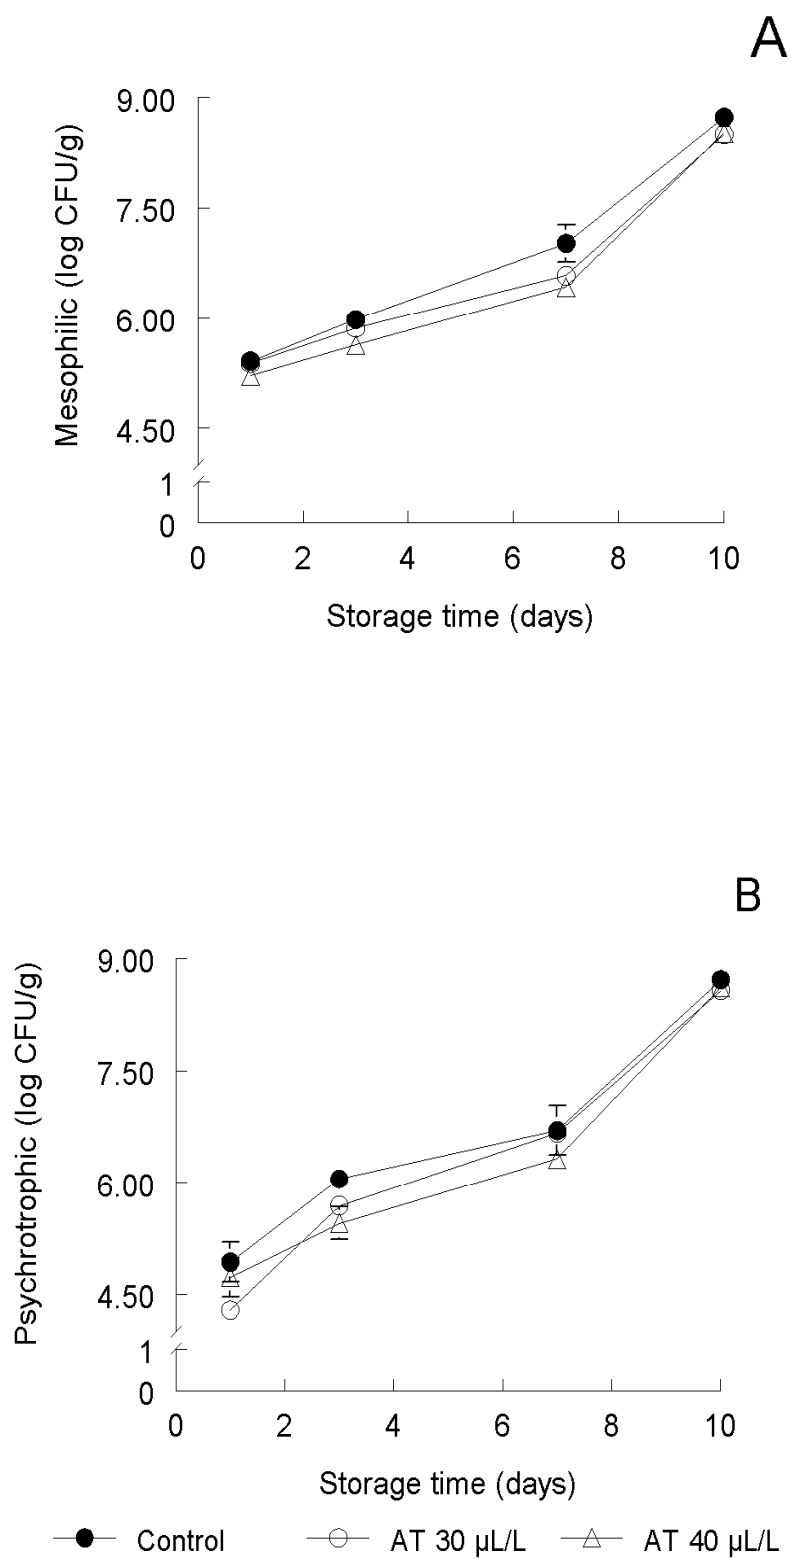 A
Mesophilic (log CFU/g)
9.00
7.50
6.00
4.50
1
0
0 2 4 6 8 10
Storage time (days)
B
Psychrotrophic (log CFU/g)
9.00
7.50
6.00
4.50
1
0
0 2 4 6 8 10
Storage time (days)
Control AT 30 µL/L AT 40 µL/L